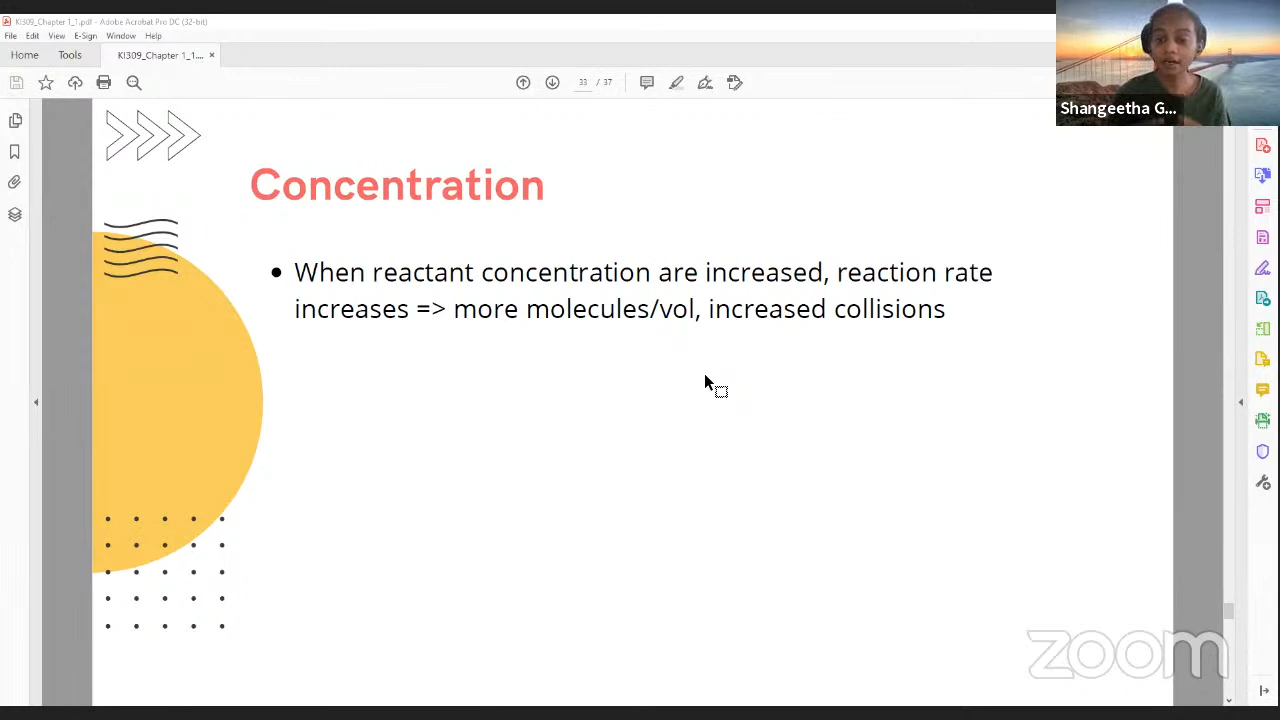 KI309_Chapter 1_1.pdf - Adobe Acrobat Pro DC (32-bit)
File Edit View E-Sign Window Help
Home Tools KI309_Chapter 1_1.... ×
33 / 37
Shangeetha G...
Concentration
• When reactant concentration are increased, reaction rate
increases => more molecules/vol, increased collisions
zoom